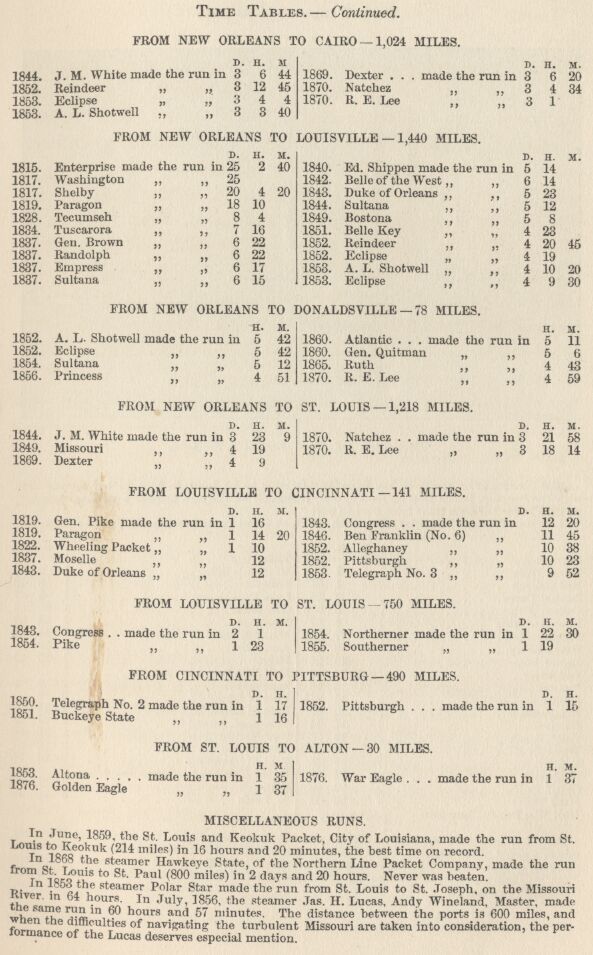 TIME TABLES.—Continued.
FROM NEW ORLEANS TO CAIRO—1,024 MILES.
D. H. M
1844. J. M. White made the run in 3 6 44
1852. Reindeer „ „ 3 12 45
1853. Eclipse „ „ 3 4 4
1853. A. L. Shotwell „ „ 3 3 40
D. H. M.
1869. Dexter . . . made the run in 3 6 20
1870. Natchez „ „ 3 4 34
1870. R. E. Lee „ „ 3 1
FROM NEW ORLEANS TO LOUISVILLE—1,440 MILES.
D. H. M.
1815. Enterprise made the run in 25 2 40
1817. Washington „ „ 25
1817. Shelby „ „ 20 4 20
1819. Paragon „ „ 18 10
1828. Tecumseh „ „ 8 4
1834. Tuscarora „ „ 7 16
1837. Gen. Brown „ „ 6 22
1837. Randolph „ „ 6 22
1837. Empress „ „ 6 17
1837. Sultana „ „ 6 15
D. H. M.
1840. Ed. Shippen made the run in 5 14
1842. Belle of the West „ „ 6 14
1843. Duke of Orleans „ „ 5 23
1844. Sultana „ „ 5 12
1849. Bostona „ „ 5 8
1851. Belle Key „ „ 4 23
1852. Reindeer „ „ 4 20 45
1852. Eclipse „ „ 4 19
1853. A. L. Shotwell „ „ 4 10 20
1853. Eclipse „ „ 4 9 30
FROM NEW ORLEANS TO DONALDSVILLE—78 MILES.
H. M.
1852. A. L. Shotwell made the run in 5 42
1852. Eclipse „ „ 5 42
1854. Sultana „ „ 5 12
1856. Princess „ „ 4 51
H. M.
1860. Atlantic . . . made the run in 5 11
1860. Gen. Quitman „ „ 5 6
1865. Ruth „ „ 4 43
1870. R. E. Lee „ „ 4 59
FROM NEW ORLEANS TO ST. LOUIS—1,218 MILES.
D. H. M.
1844. J. M. White made the run in 3 23 9
1849. Missouri „ „ 4 19
1869. Dexter „ „ 4 9
D. H. M.
1870. Natchez . . made the run in 3 21 58
1870. R. E. Lee „ „ 3 18 14
FROM LOUISVILLE TO CINCINNATI—141 MILES.
D. H. M.
1819. Gen. Pike made the run in 1 16
1819. Paragon „ „ 1 14 20
1822. Wheeling Packet „ „ 1 10
1837. Moselle „ „ 12
1843. Duke of Orleans „ „ 12
D. H. M.
1843. Congress . . made the run in 12 20
1846. Ben Franklin (No. 6) „ 11 45
1852. Alleghaney „ „ 10 38
1852. Pittsburgh „ „ 10 23
1853. Telegraph No. 3 „ „ 9 52
FROM LOUISVILLE TO ST. LOUIS—750 MILES.
D. H. M.
1843. Congress . . made the run in 2 1
1854. Pike „ „ 1 23
D. H. M.
1854. Northerner made the run in 1 22 30
1855. Southerner „ „ 1 19
FROM CINCINNATI TO PITTSBURG—490 MILES.
D. H.
1850. Telegraph No. 2 made the run in 1 17
1851. Buckeye State „ „ 1 16
D. H.
1852. Pittsburgh . . . made the run in 1 15
FROM ST. LOUIS TO ALTON—30 MILES.
H. M.
1853. Altona . . . . . made the run in 1 35
1876. Golden Eagle „ „ 1 37
H. M.
1876. War Eagle . . . made the run in 1 37
MISCELLANEOUS RUNS.
In June, 1859, the St. Louis and Keokuk Packet, City of Louisiana, made the run from St.
Louis to Keokuk (214 miles) in 16 hours and 20 minutes, the best time on record.
In 1868 the steamer Hawkeye State, of the Northern Line Packet Company, made the run
from St. Louis to St. Paul (800 miles) in 2 days and 20 hours. Never was beaten.
In 1853 the steamer Polar Star made the run from St. Louis to St. Joseph, on the Missouri
River, in 64 hours. In July, 1856, the steamer Jas. H. Lucas, Andy Wineland, Master, made
the same run in 60 hours and 57 minutes. The distance between the ports is 600 miles, and
when the difficulties of navigating the turbulent Missouri are taken into consideration, the per-
formance of the Lucas deserves especial mention.